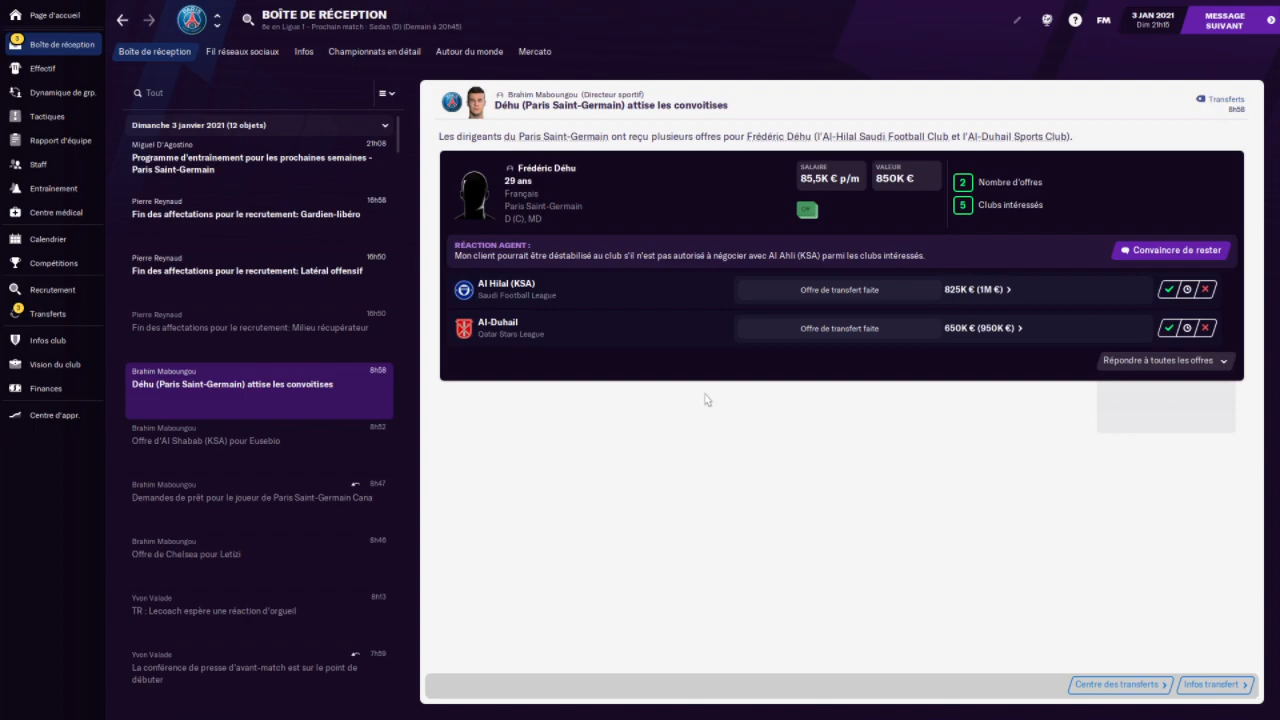 Page d'accueil
3
Boîte de réception
Effectif
Dynamique de grp.
Tactiques
Rapport d'équipe
Staff
Entraînement
Centre médical
Calendrier
Compétitions
Recrutement
3
Transferts
Infos club
Vision du club
Finances
Centre d'appr.
PARIS
BOÎTE DE RÉCEPTION
6e en Ligue 1 - Prochain match - Sedan (D) (Demain à 20h45)
?
FM
3 JAN 2021
Dim 21h15
MESSAGE
SUIVANT
Boîte de réception
Fil réseaux sociaux
Infos
Championnats en détail
Autour du monde
Mercato
Tout
Dimanche 3 janvier 2021 (12 objets)
Miguel D'Agostino 21h08
Programme d'entraînement pour les prochaines semaines -
Paris Saint-Germain
Pierre Reynaud 16h58
Fin des affectations pour le recrutement: Gardien-libéro
Pierre Reynaud 16h50
Fin des affectations pour le recrutement: Latéral offensif
Pierre Reynaud 16h50
Fin des affectations pour le recrutement: Milieu récupérateur
Brahim Maboungou 8h58
Déhu (Paris Saint-Germain) attise les convoitises
Brahim Maboungou 8h52
Offre d'Al Shabab (KSA) pour Eusebio
Brahim Maboungou 8h47
Demandes de prêt pour le joueur de Paris Saint-Germain Cana
Brahim Maboungou 8h46
Offre de Chelsea pour Letizi
Yvon Valade 8h13
TR : Lecoach espère une réaction d'orgueil
Yvon Valade 7h59
La conférence de presse d'avant-match est sur le point de
débuter
Brahim Maboungou (Directeur sportif)
Déhu (Paris Saint-Germain) attise les convoitises
Transferts
8h58
Les dirigeants du Paris Saint-Germain ont reçu plusieurs offres pour Frédéric Déhu (l'Al-Hilal Saudi Football Club et l'Al-Duhail Sports Club).
Frédéric Déhu
29 ans
Français
Paris Saint-Germain
D (C), MD
SALAIRE
85,5K € p/m
VALEUR
850K €
Off
2 Nombre d'offres
5 Clubs intéressés
RÉACTION AGENT :
Mon client pourrait être déstabilisé au club s'il n'est pas autorisé à négocier avec Al Ahli (KSA) parmi les clubs intéressés.
Convaincre de rester
Al Hilal (KSA)
Saudi Football League
Offre de transfert faite
825K € (1M €)
Al-Duhail
Qatar Stars League
Offre de transfert faite
650K € (950K €)
Répondre à toutes les offres
Centre des transferts
Infos transfert